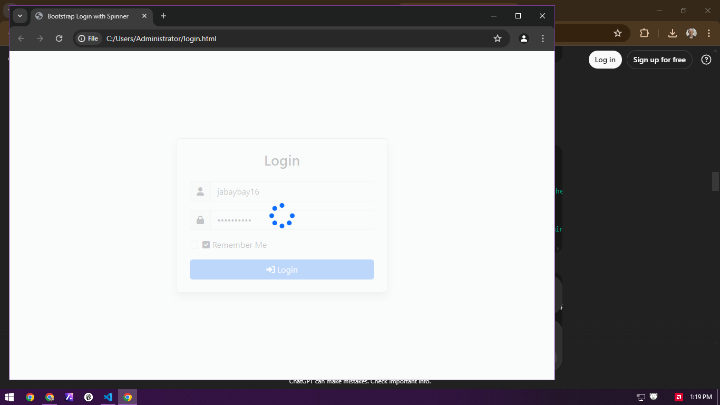 Bootstrap Login with Spinner
File
C:/Users/Administrator/login.html
Log in
Sign up for free
Login
jabaybay16
••••••••••
Remember Me
Login
ChatGPT can make mistakes. Check important info.
1:19 PM